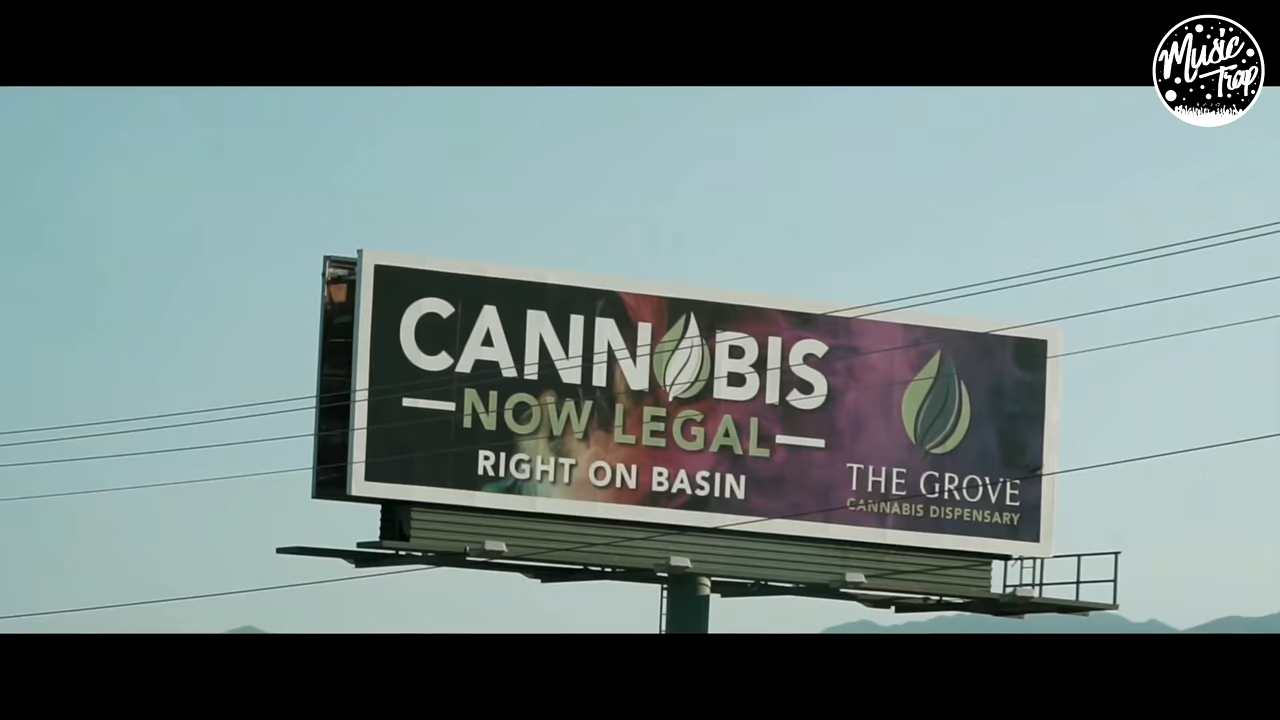 Music
Trap
CANNABIS
NOW LEGAL
RIGHT ON BASIN
THE GROVE
CANNABIS DISPENSARY